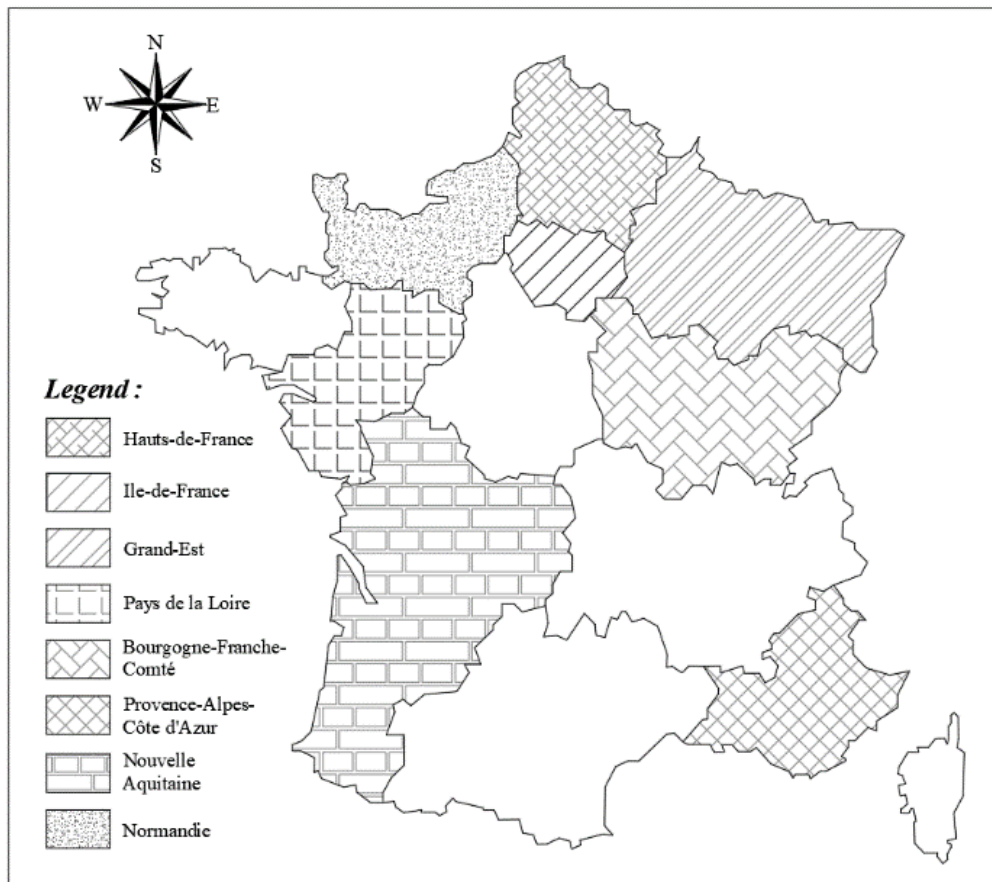 N
W E
S
Legend :
Hauts-de-France
Ile-de-France
Grand-Est
Pays de la Loire
Bourgogne-Franche-
Comté
Provence-Alpes-
Côte d'Azur
Nouvelle
Aquitaine
Normandie